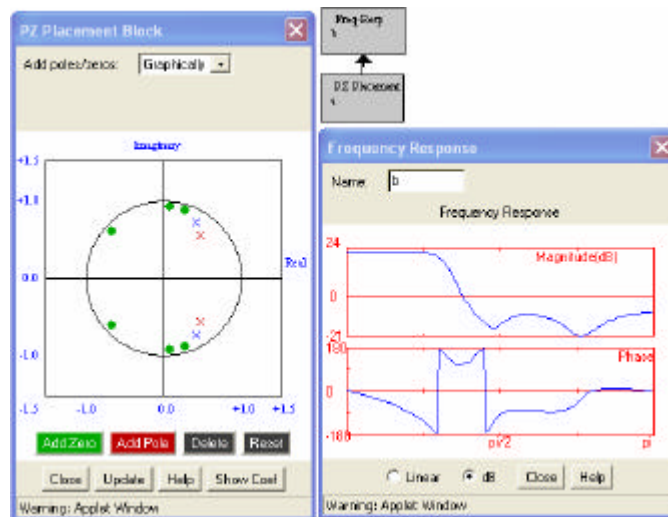 PZ Placement Block
Add poles/zeros: Graphically
Imaginary
+1.5
+1.0
0.0
-1.0
Real
-1.5 -1.0 0.0 +1.0 +1.5
Add Zero Add Pole Delete Reset
Close Update Help Show Coef
Warning: Applet Window
PZ Placement
Frequency Response
Name: b
Frequency Response
24
Magnitude(dB)
0
-21
180
Phase
0
-180
pi/2 pi
Linear dB Close Help
Warning: Applet Window